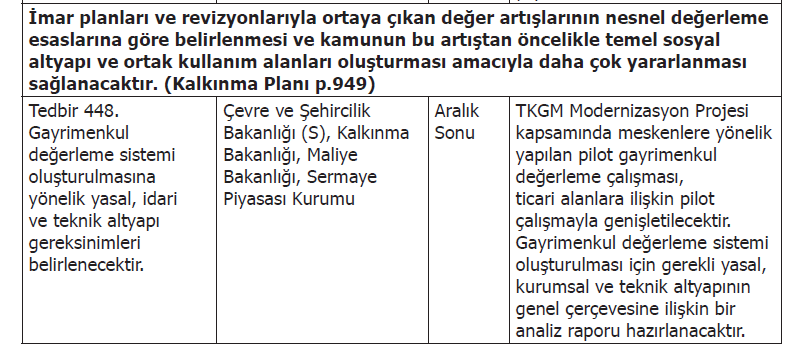 İmar planları ve revizyonlarıyla ortaya çıkan değer artışlarının nesnel değerleme
esaslarına göre belirlenmesi ve kamunun bu artıştan öncelikle temel sosyal
altyapı ve ortak kullanım alanları oluşturması amacıyla daha çok yararlanması
sağlanacaktır. (Kalkınma Planı p.949)
Tedbir 448.
Gayrimenkul
değerleme sistemi
oluşturulmasına
yönelik yasal, idari
ve teknik altyapı
gereksinimleri
belirlenecektir.
Çevre ve Şehircilik
Bakanlığı (S), Kalkınma
Bakanlığı, Maliye
Bakanlığı, Sermaye
Piyasası Kurumu
Aralık
Sonu
TKGM Modernizasyon Projesi
kapsamında meskenlere yönelik
yapılan pilot gayrimenkul
değerleme çalışması,
ticari alanlara ilişkin pilot
çalışmayla genişletilecektir.
Gayrimenkul değerleme sistemi
oluşturulması için gerekli yasal,
kurumsal ve teknik altyapının
genel çerçevesine ilişkin bir
analiz raporu hazırlanacaktır.